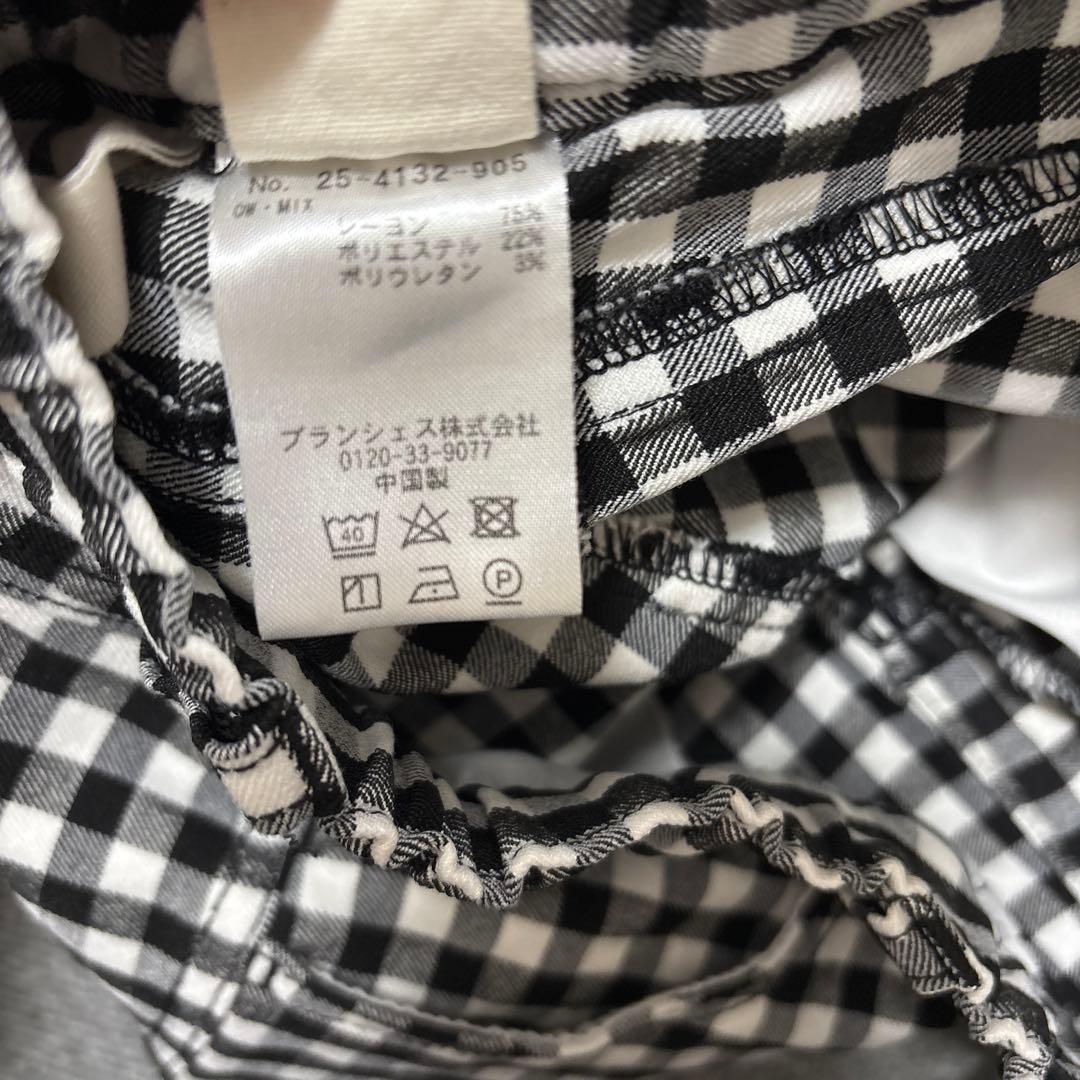 No. 25-4132-905
OW・MIX
レーヨン 75%
ポリエステル 22%
ポリウレタン 3%
ブランシェス株式会社
0120-33-9077
中国製
40
P